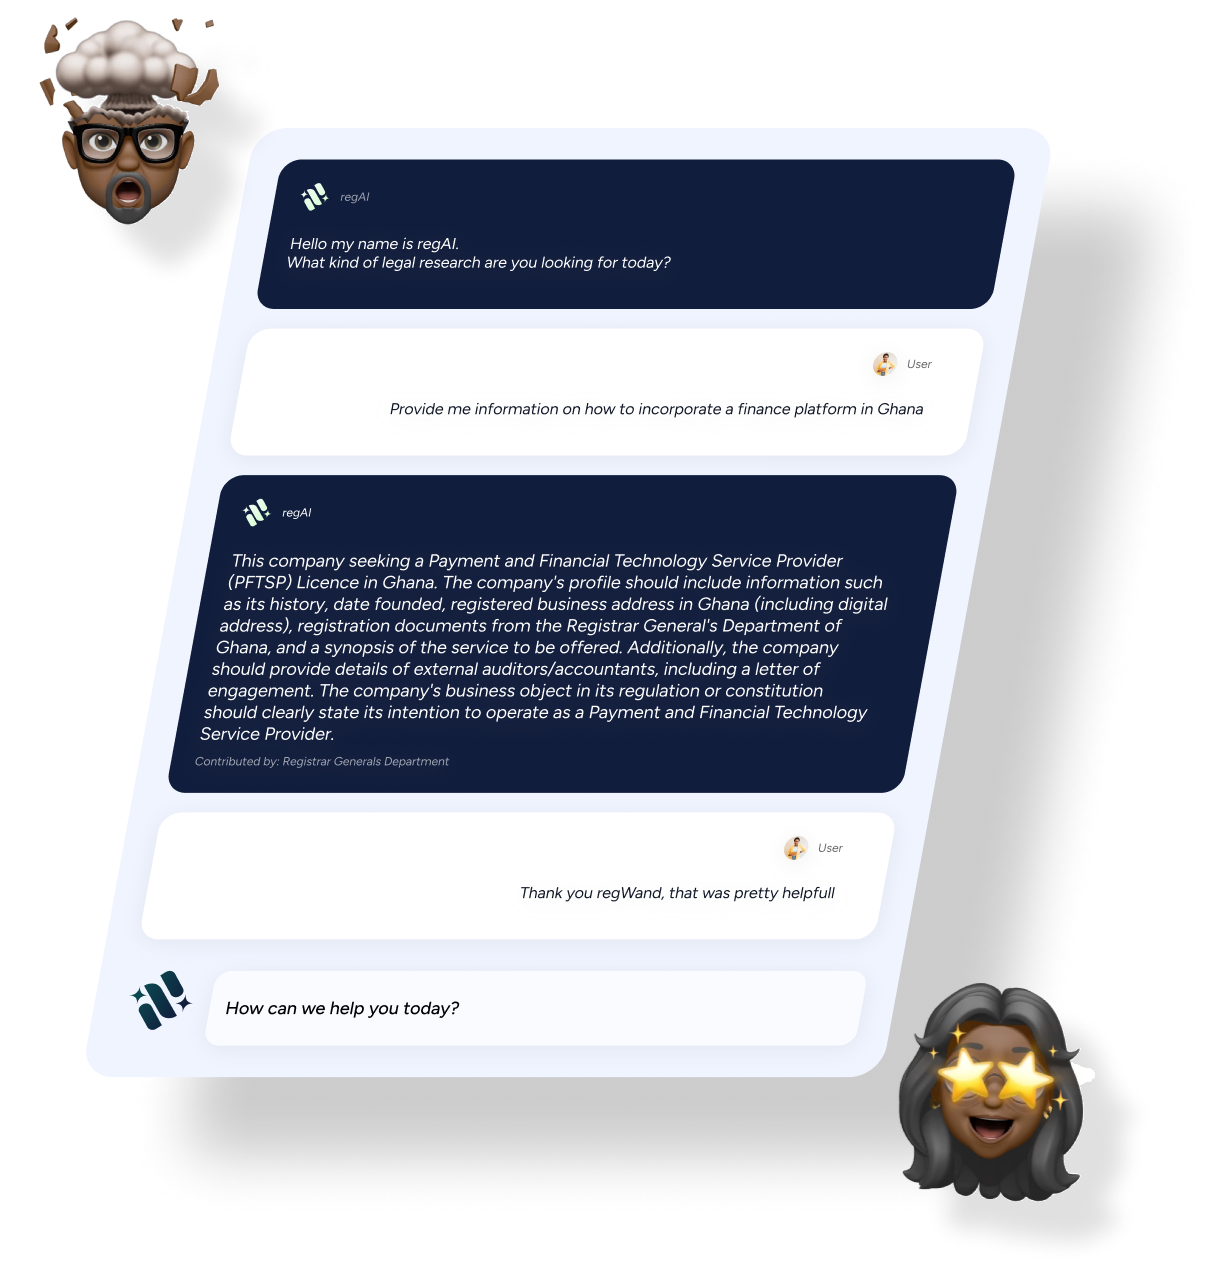 regAI
Hello my name is regAI.
What kind of legal research are you looking for today?
User
Provide me information on how to incorporate a finance platform in Ghana
regAI
This company seeking a Payment and Financial Technology Service Provider
(PFTSP) Licence in Ghana. The company's profile should include information such
as its history, date founded, registered business address in Ghana (including digital
address), registration documents from the Registrar General's Department of
Ghana, and a synopsis of the service to be offered. Additionally, the company
should provide details of external auditors/accountants, including a letter of
engagement. The company's business object in its regulation or constitution
should clearly state its intention to operate as a Payment and Financial Technology
Service Provider.
Contributed by: Registrar Generals Department
User
Thank you regWand, that was pretty helpfull
How can we help you today?